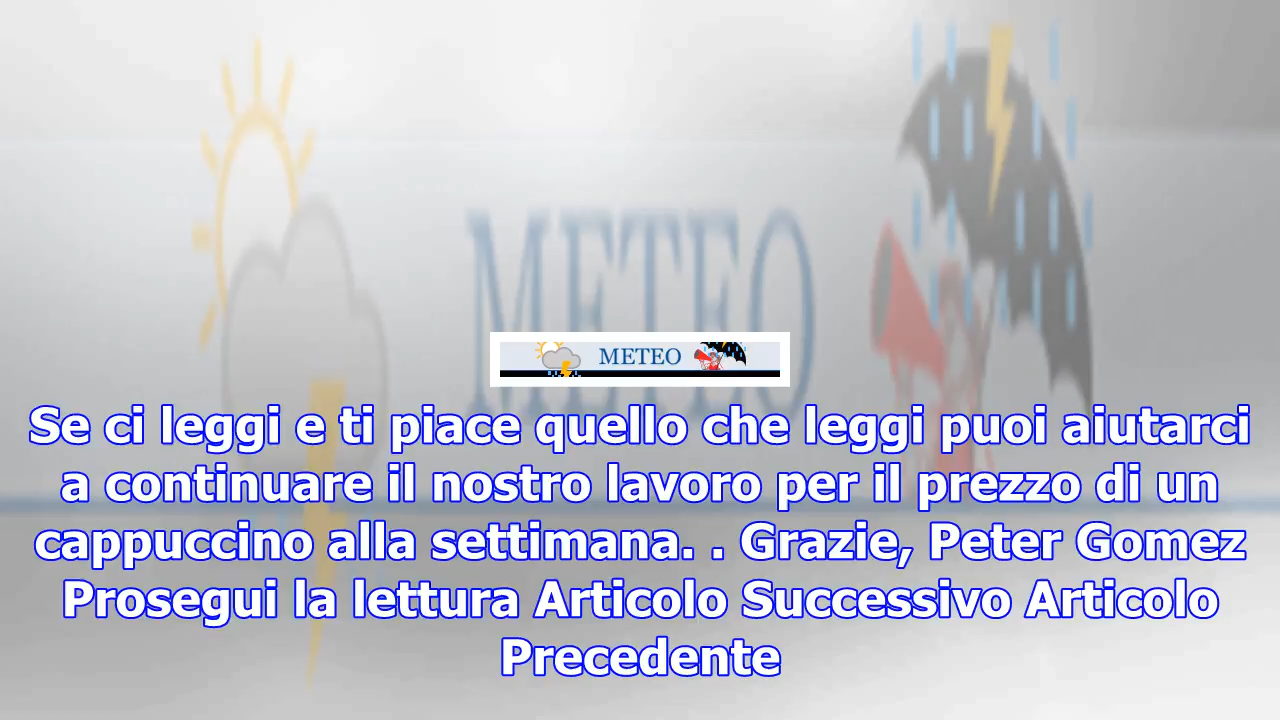 METEO
METEO
Se ci leggi e ti piace quello che leggi puoi aiutarci
a continuare il nostro lavoro per il prezzo di un
cappuccino alla settimana. . Grazie, Peter Gomez
Prosegui la lettura Articolo Successivo Articolo
Precedente